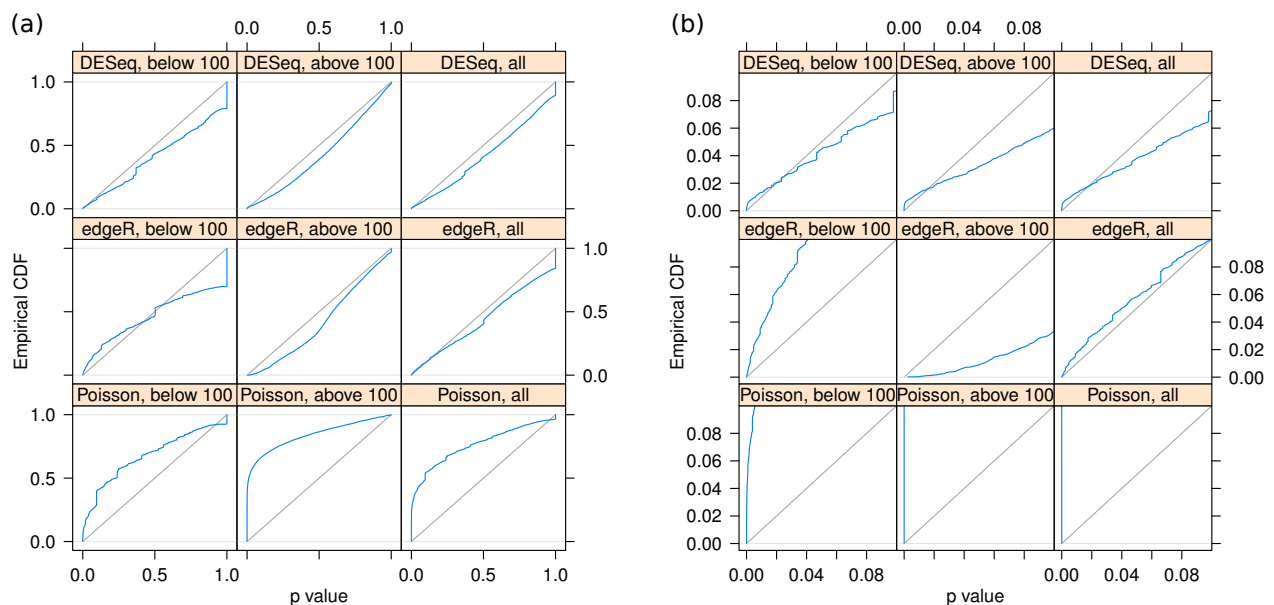 (a)
0.0 0.5 1.0
DESeq, below 100 DESeq, above 100 DESeq, all
1.0
0.5
0.0
edgeR, below 100 edgeR, above 100 edgeR, all
1.0
0.5
0.0
Poisson, below 100 Poisson, above 100 Poisson, all
1.0
0.5
0.0
0.0 0.5 1.0 0.0 0.5 1.0
p value
Empirical CDF
(b)
0.00 0.04 0.08
DESeq, below 100 DESeq, above 100 DESeq, all
0.08
0.06
0.04
0.02
0.00
edgeR, below 100 edgeR, above 100 edgeR, all
0.08
0.06
0.04
0.02
0.00
Poisson, below 100 Poisson, above 100 Poisson, all
0.08
0.06
0.04
0.02
0.00
0.00 0.04 0.08 0.00 0.04 0.08
p value
Empirical CDF